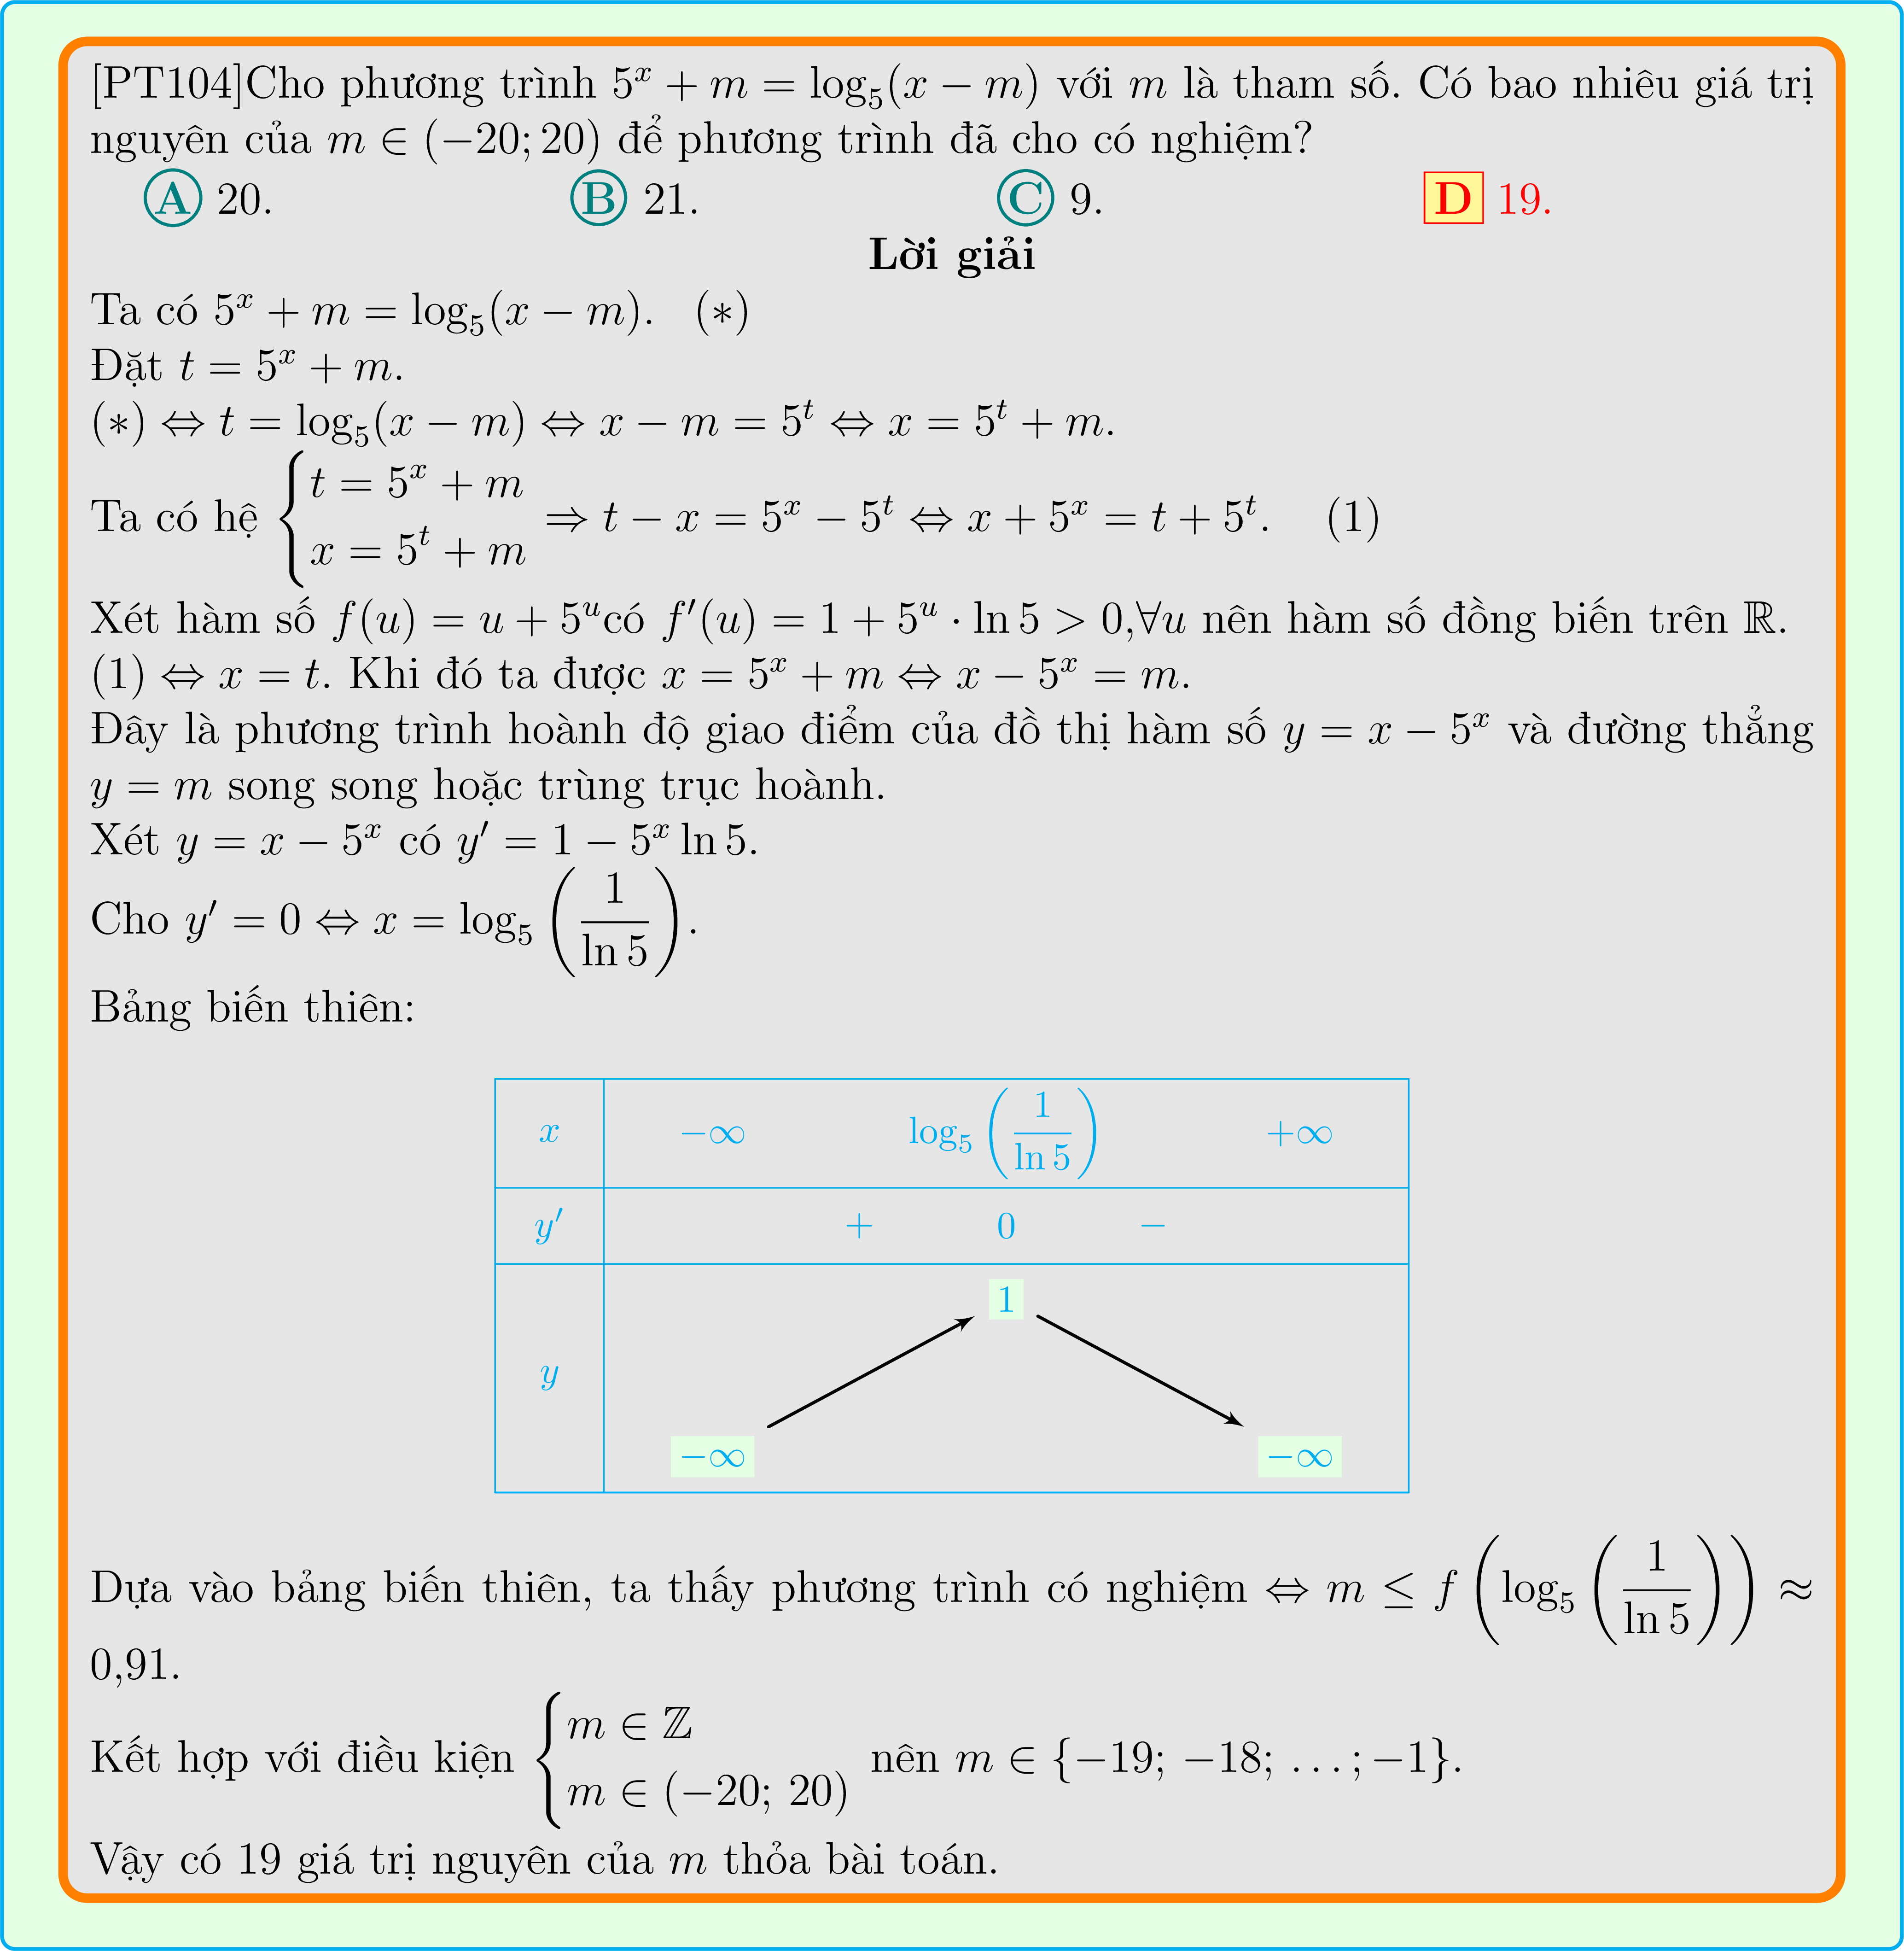 [PT104]Cho phương trình $5^x + m = \log_5(x - m)$ với $m$ là tham số. Có bao nhiêu giá trị
nguyên của $m \in (-20; 20)$ để phương trình đã cho có nghiệm?
A 20. B 21. C 9. D 19.
Lời giải
Ta có $5^x + m = \log_5(x - m)$. $(*)$
Đặt $t = 5^x + m$.
$(*) \Leftrightarrow t = \log_5(x - m) \Leftrightarrow x - m = 5^t \Leftrightarrow x = 5^t + m$.
Ta có hệ $\begin{cases} t = 5^x + m \\ x = 5^t + m \end{cases} \Rightarrow t - x = 5^x - 5^t \Leftrightarrow x + 5^x = t + 5^t$. (1)
Xét hàm số $f(u) = u + 5^u$có $f'(u) = 1 + 5^u \cdot \ln 5 > 0$,$\forall u$ nên hàm số đồng biến trên $\mathbb{R}$.
(1) $\Leftrightarrow x = t$. Khi đó ta được $x = 5^x + m \Leftrightarrow x - 5^x = m$.
Đây là phương trình hoành độ giao điểm của đồ thị hàm số $y = x - 5^x$ và đường thẳng
$y = m$ song song hoặc trùng trục hoành.
Xét $y = x - 5^x$ có $y' = 1 - 5^x \ln 5$.
Cho $y' = 0 \Leftrightarrow x = \log_5 \left( \dfrac{1}{\ln 5} \right)$.
Bảng biến thiên:
$x$ $-\infty$ $\log_5 \left( \dfrac{1}{\ln 5} \right)$ $+\infty$
$y'$ $+$ $0$ $-$
$1$
$y$
$-\infty$ $-\infty$
Dựa vào bảng biến thiên, ta thấy phương trình có nghiệm $\Leftrightarrow m \leq f \left( \log_5 \left( \dfrac{1}{\ln 5} \right) \right) \approx$
0,91.
Kết hợp với điều kiện $\begin{cases} m \in \mathbb{Z} \\ m \in (-20; 20) \end{cases}$ nên $m \in \{-19; -18; \ldots; -1\}$.
Vậy có 19 giá trị nguyên của $m$ thỏa bài toán.